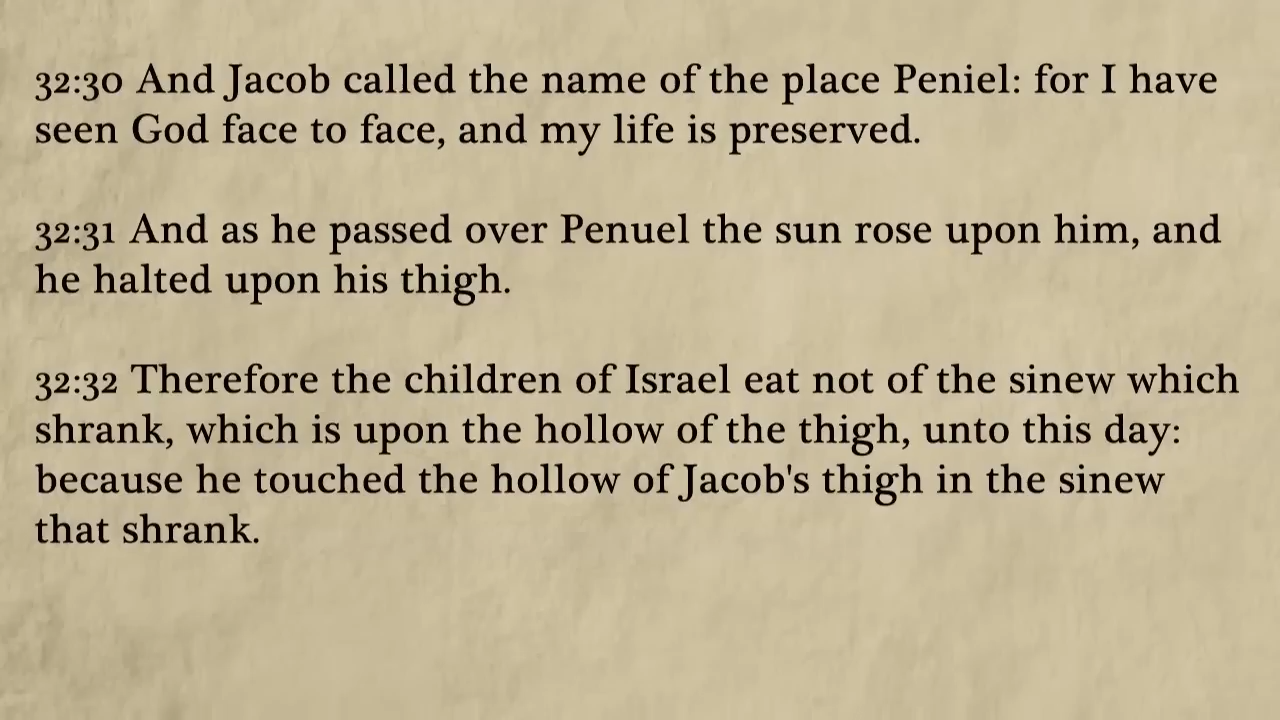 32:30 And Jacob called the name of the place Peniel: for I have
seen God face to face, and my life is preserved.
32:31 And as he passed over Penuel the sun rose upon him, and
he halted upon his thigh.
32:32 Therefore the children of Israel eat not of the sinew which
shrank, which is upon the hollow of the thigh, unto this day:
because he touched the hollow of Jacob's thigh in the sinew
that shrank.